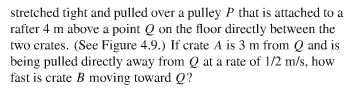 stretched tight and pulled over a pulley P that is attached to a
rafter 4 m above a point Q on the floor directly between the
two crates. (See Figure 4.9.) If crate A is 3 m from Q and is
being pulled directly away from Q at a rate of 1/2 m/s, how
fast is crate B moving toward Q?